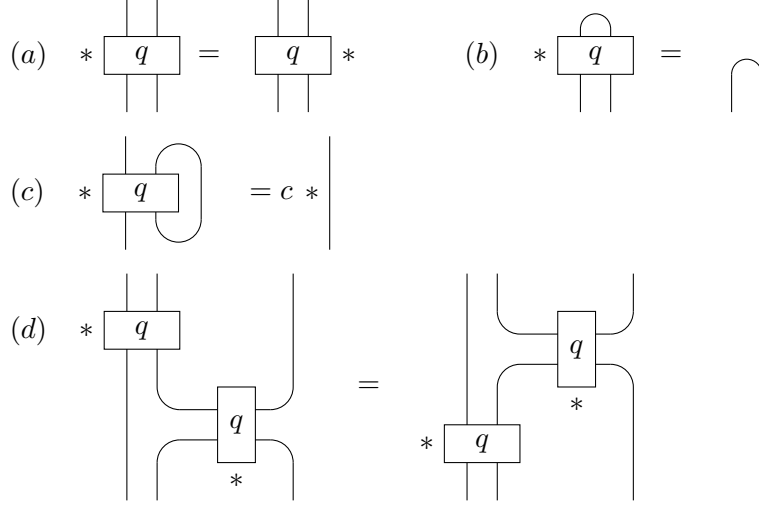 (a) * q = q * (b) * q =
(c) * q = c *
(d) * q q * = q * * q